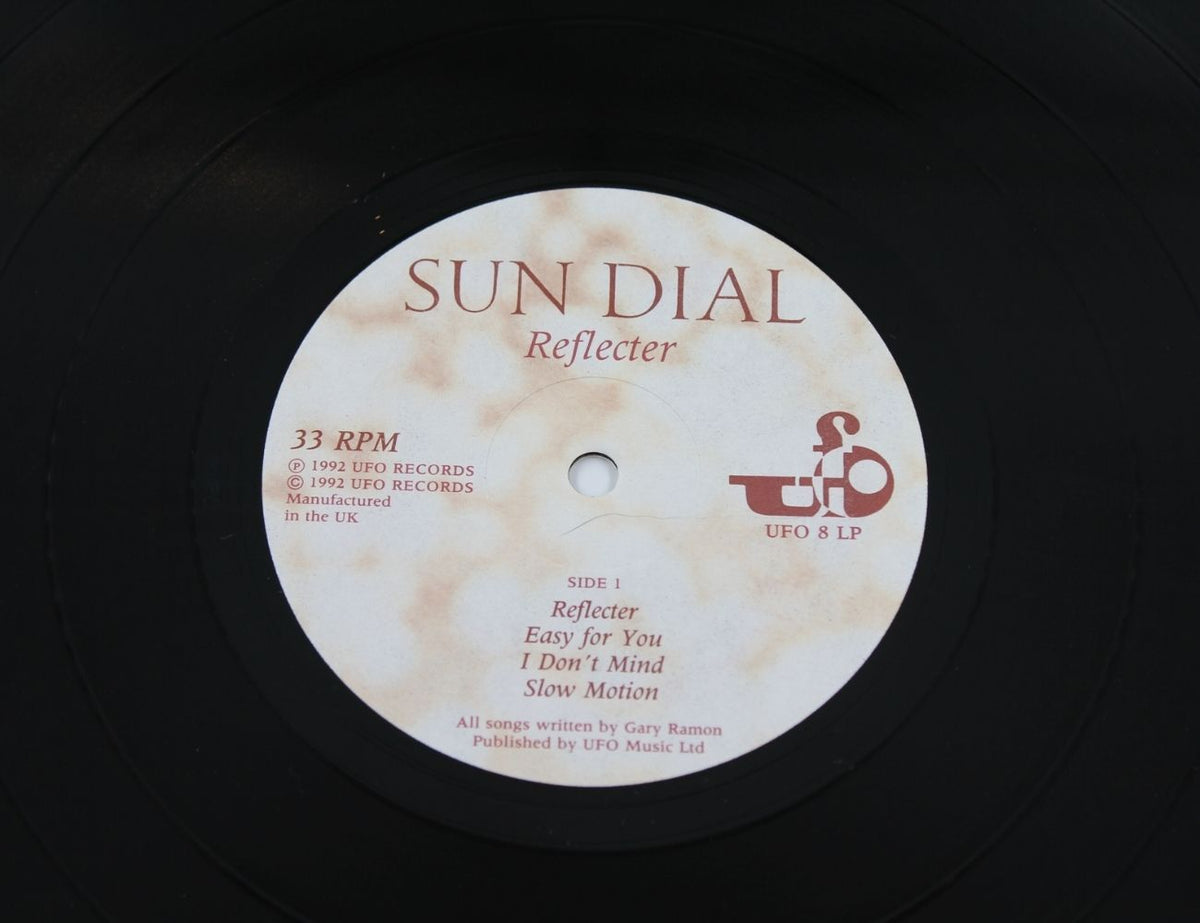 SUN DIAL
Reflecter
33 RPM
Ⓟ 1992 UFO RECORDS
© 1992 UFO RECORDS
Manufactured
in the UK
UFO
UFO 8 LP
SIDE 1
Reflecter
Easy for You
I Don't Mind
Slow Motion
All songs written by Gary Ramon
Published by UFO Music Ltd